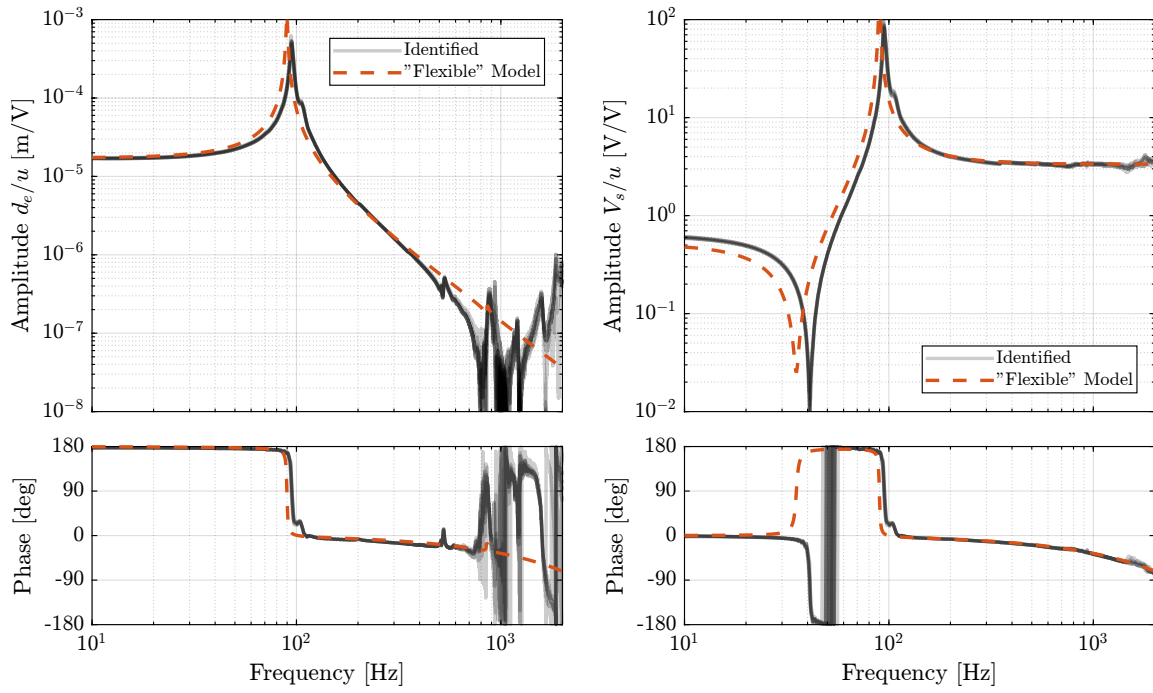 10^-3
10^-4
10^-5
10^-6
10^-7
10^-8
Amplitude d_e/u [m/V]
Identified
"Flexible" Model
180
90
0
-90
-180
Phase [deg]
10^1
10^2
10^3
Frequency [Hz]
10^2
10^1
10^0
10^-1
10^-2
Amplitude V_s/u [V/V]
Identified
"Flexible" Model
180
90
0
-90
-180
Phase [deg]
10^1
10^2
10^3
Frequency [Hz]